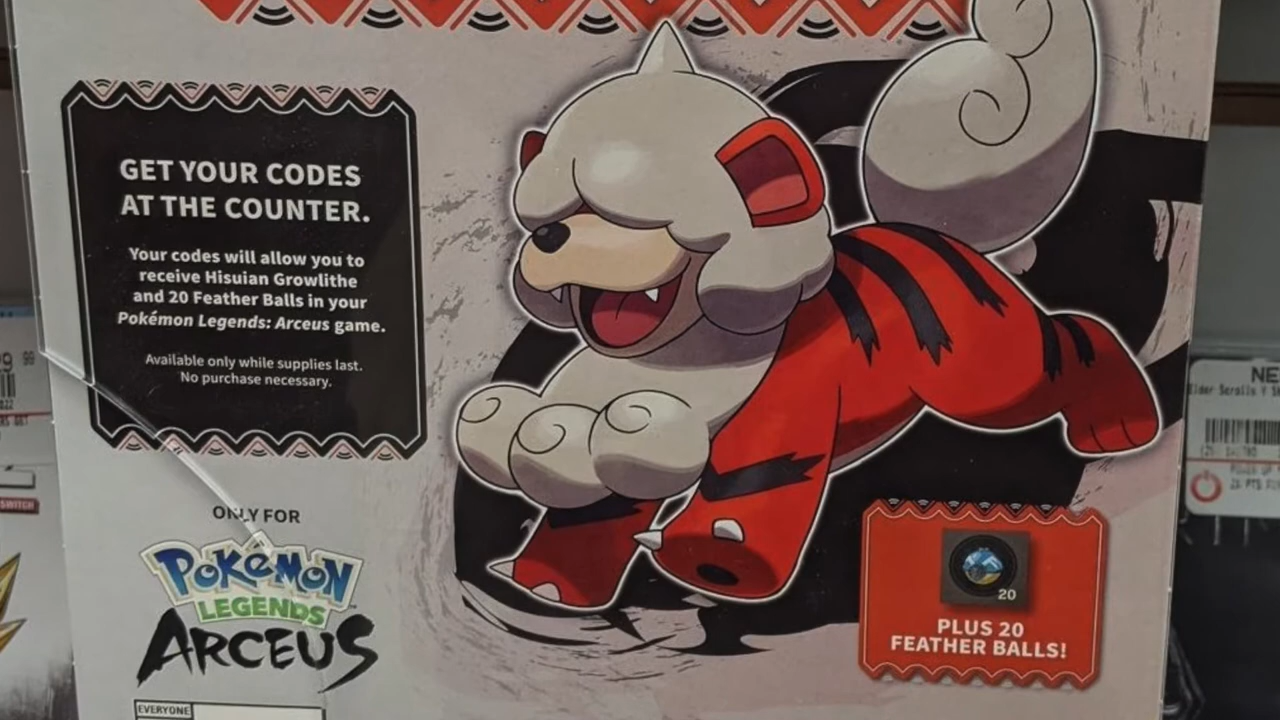 GET YOUR CODES
AT THE COUNTER.
Your codes will allow you to
receive Hisuian Growlithe
and 20 Feather Balls in your
Pokémon Legends: Arceus game.
Available only while supplies last.
No purchase necessary.
ONLY FOR
POKéMON
LEGENDS
ARCEUS
EVERYONE
20
PLUS 20
FEATHER BALLS!
SWITCH
NE